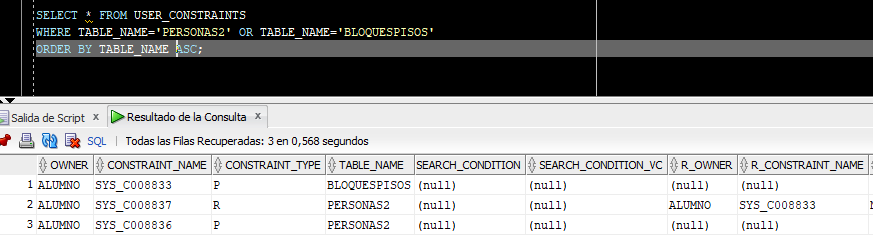 SELECT * FROM USER_CONSTRAINTS
WHERE TABLE_NAME='PERSONAS2' OR TABLE_NAME='BLOQUESPISOS'
ORDER BY TABLE_NAME ASC;
Salida de Script x Resultado de la Consulta x
SQL | Todas las Filas Recuperadas: 3 en 0,568 segundos
OWNER CONSTRAINT_NAME CONSTRAINT_TYPE TABLE_NAME SEARCH_CONDITION SEARCH_CONDITION_VC R_OWNER R_CONSTRAINT_NAME
1 ALUMNO SYS_C008833 P BLOQUESPISOS (null) (null) (null) (null)
2 ALUMNO SYS_C008837 R PERSONAS2 (null) (null) ALUMNO SYS_C008833
3 ALUMNO SYS_C008836 P PERSONAS2 (null) (null) (null) (null)